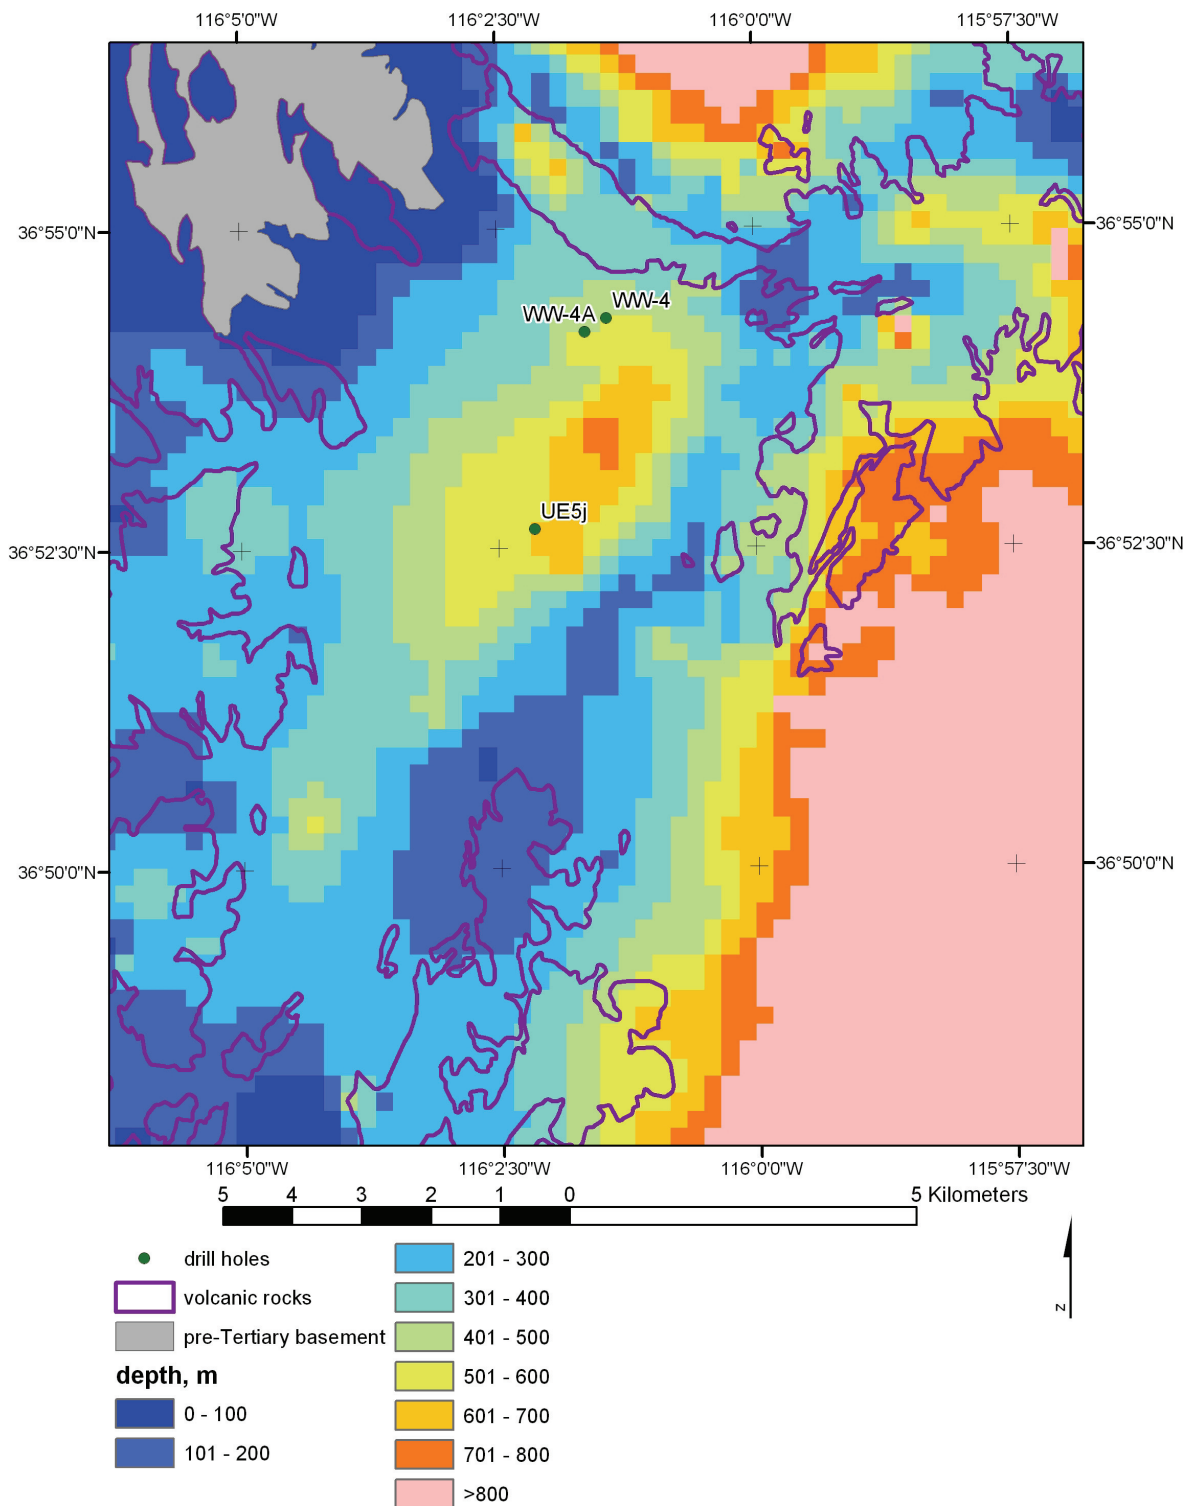 116°5'0"W 116°2'30"W 116°0'0"W 115°57'30"W
36°55'0"N 36°55'0"N
WW-4
WW-4A
UE5j
36°52'30"N 36°52'30"N
36°50'0"N 36°50'0"N
116°5'0"W 116°2'30"W 116°0'0"W 115°57'30"W
5 4 3 2 1 0 5 Kilometers
drill holes
volcanic rocks
pre-Tertiary basement
depth, m
0 - 100
101 - 200
201 - 300
301 - 400
401 - 500
501 - 600
601 - 700
701 - 800
>800
N